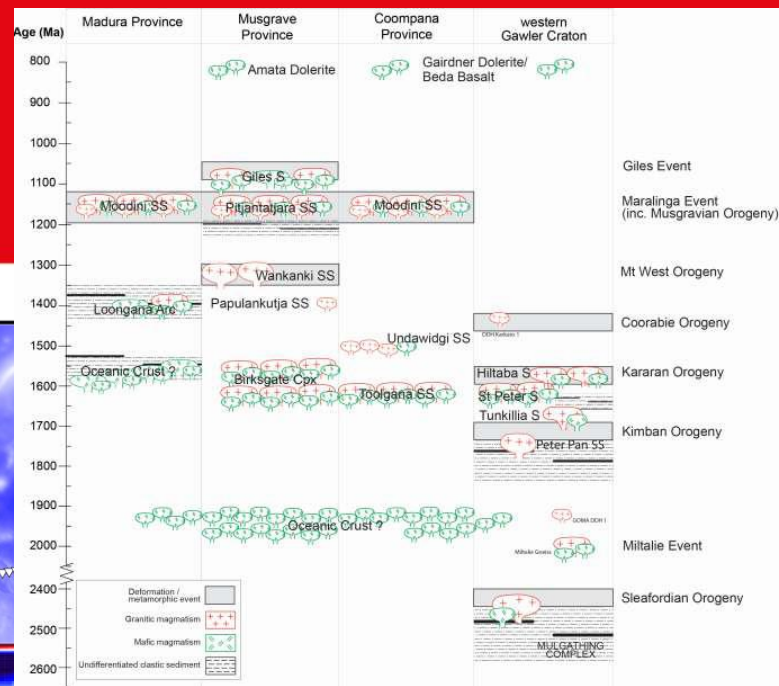 Age (Ma)
Madura Province
Musgrave
Province
Coompana
Province
western
Gawler Craton
800
900
1000
1100
1200
1300
1400
1500
1600
1700
1800
1900
2000
2400
2500
2600
Amata Dolerite
Gairdner Dolerite/
Beda Basalt
Giles S
Giles Event
Moodini SS
Pitjantatjara SS
Moodini SS
Maralinga Event
(inc. Musgravian Orogeny)
Wankanki SS
Mt West Orogeny
Loongana Arc
Papulankutja SS
Coorabie Orogeny
Undawidgi SS
Oceanic Crust ?
Birksgate Cpx
Toolgana SS
Hiltaba S
Kararan Orogeny
St Peter S
Tunkillia S
Kimban Orogeny
Peter Pan SS
Oceanic Crust ?
GOMA DDH 1
Miltalie Gneiss
Miltalie Event
Sleafordian Orogeny
MULGATHING
COMPLEX
Deformation /
metamorphic event
Granitic magmatism
Mafic magmatism
Undifferentiated clastic sediment